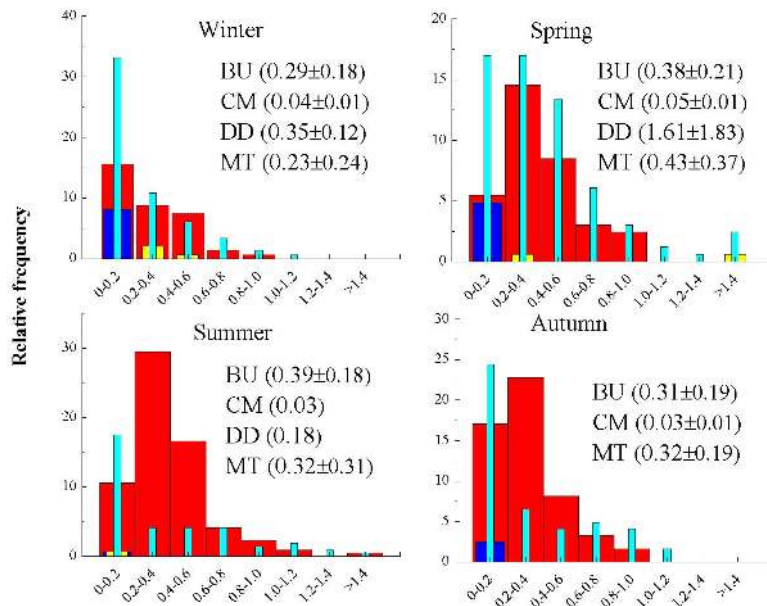 Relative frequency
Winter
BU (0.29±0.18)
CM (0.04±0.01)
DD (0.35±0.12)
MT (0.23±0.24)
40
30
20
10
0
0-0.2
0.2-0.4
0.4-0.6
0.6-0.8
0.8-1.0
1.0-1.2
1.2-1.4
>1.4
Spring
BU (0.38±0.21)
CM (0.05±0.01)
DD (1.61±1.83)
MT (0.43±0.37)
20
15
10
5
0
0-0.2
0.2-0.4
0.4-0.6
0.6-0.8
0.8-1.0
1.0-1.2
1.2-1.4
>1.4
Summer
BU (0.39±0.18)
CM (0.03)
DD (0.18)
MT (0.32±0.31)
30
20
10
0
0-0.2
0.2-0.4
0.4-0.6
0.6-0.8
0.8-1.0
1.0-1.2
1.2-1.4
>1.4
Autumn
BU (0.31±0.19)
CM (0.03±0.01)
MT (0.32±0.19)
30
25
20
15
10
5
0
0-0.2
0.2-0.4
0.4-0.6
0.6-0.8
0.8-1.0
1.0-1.2
1.2-1.4
>1.4